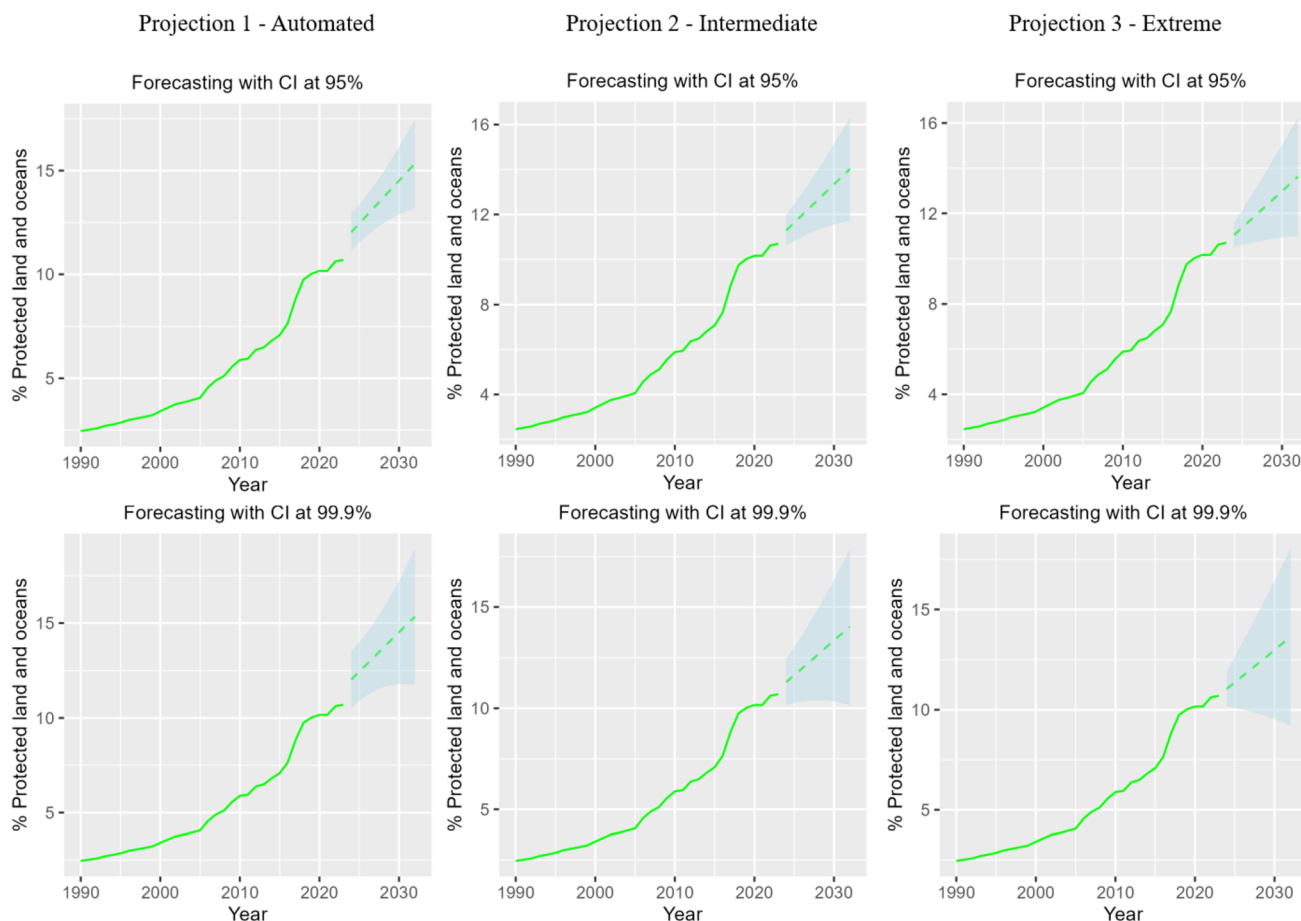 Projection 1 - Automated
Projection 2 - Intermediate
Projection 3 - Extreme
Forecasting with CI at 95%
% Protected land and oceans
15
10
5
1990 2000 2010 2020 2030
Year
Forecasting with CI at 95%
% Protected land and oceans
16
12
8
4
1990 2000 2010 2020 2030
Year
Forecasting with CI at 95%
% Protected land and oceans
16
12
8
4
1990 2000 2010 2020 2030
Year
Forecasting with CI at 99.9%
% Protected land and oceans
15
10
5
1990 2000 2010 2020 2030
Year
Forecasting with CI at 99.9%
% Protected land and oceans
15
10
5
1990 2000 2010 2020 2030
Year
Forecasting with CI at 99.9%
% Protected land and oceans
15
10
5
1990 2000 2010 2020 2030
Year